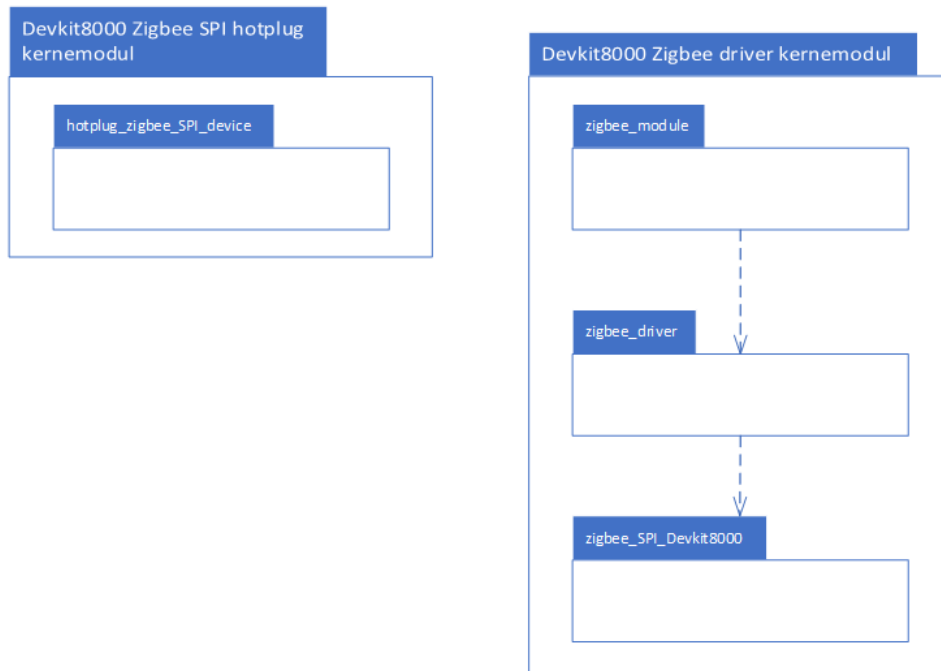 Devkit8000 Zigbee SPI hotplug
kernemodul
hotplug_zigbee_SPI_device
Devkit8000 Zigbee driver kernemodul
zigbee_module
zigbee_driver
zigbee_SPI_Devkit8000